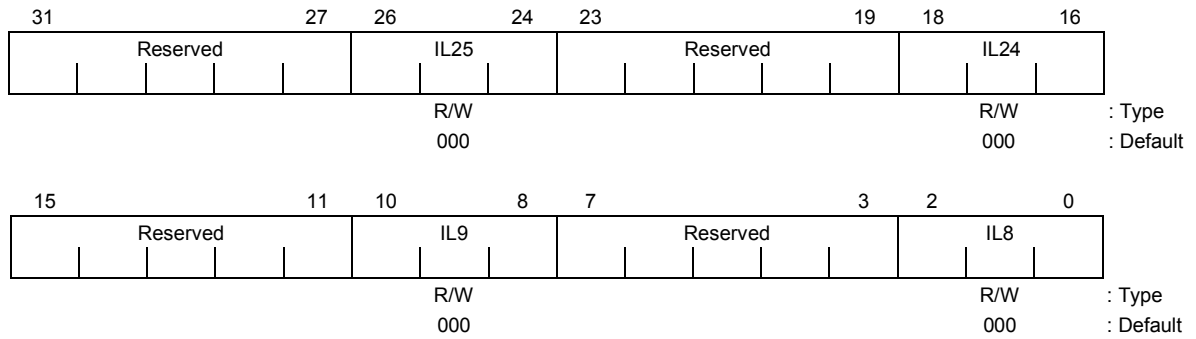 31 27 26 24 23 19 18 16
Reserved IL25 Reserved IL24
R/W R/W : Type
000 000 : Default
15 11 10 8 7 3 2 0
Reserved IL9 Reserved IL8
R/W R/W : Type
000 000 : Default